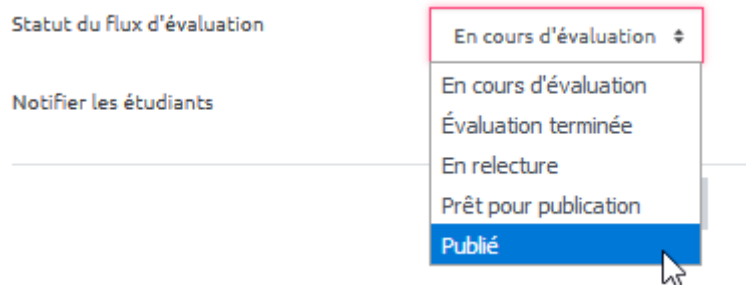 Statut du flux d'évaluation
En cours d'évaluation
Notifier les étudiants
En cours d'évaluation
Évaluation terminée
En relecture
Prêt pour publication
Publié